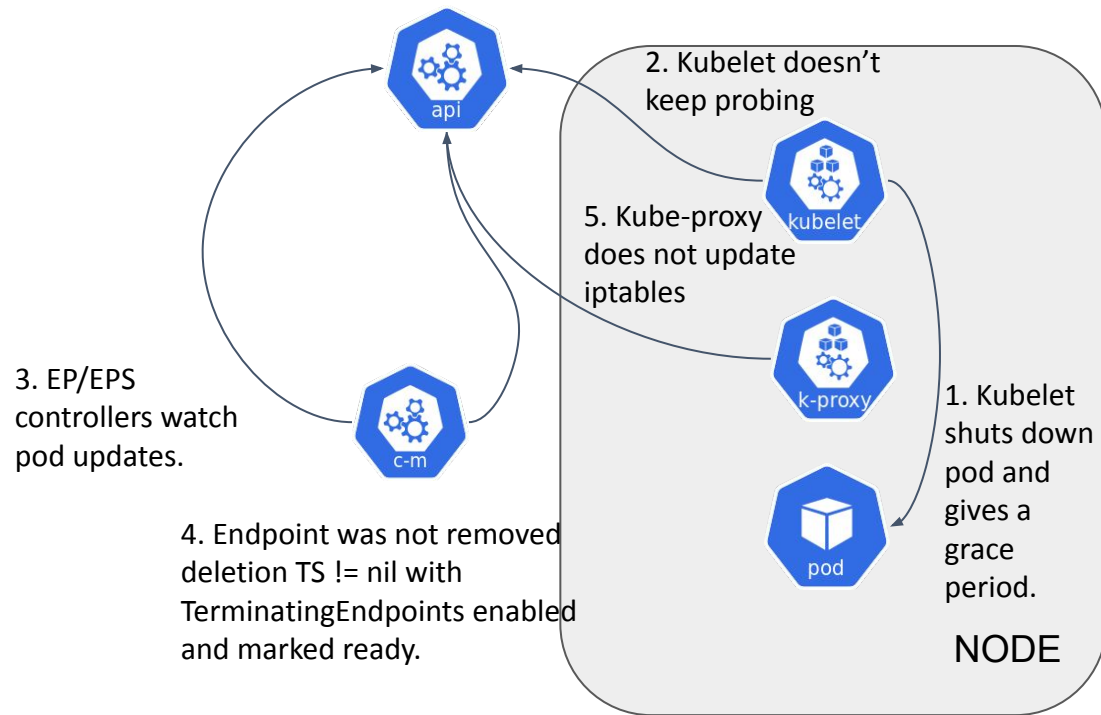 api
2. Kubelet doesn’t
keep probing
kubelet
5. Kube-proxy
does not update
iptables
k-proxy
3. EP/EPS
controllers watch
pod updates.
c-m
1. Kubelet
shuts down
pod and
gives a
grace
period.
pod
4. Endpoint was not removed
deletion TS != nil with
TerminatingEndpoints enabled
and marked ready.
NODE